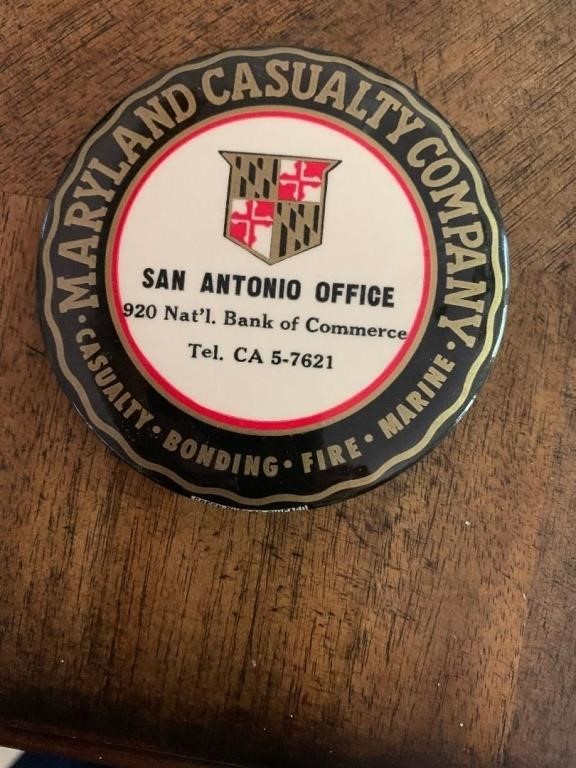 MARYLAND CASUALTY COMPANY
SAN ANTONIO OFFICE
920 Nat'l. Bank of Commerce
Tel. CA 5-7621
· CASUALTY · BONDING · FIRE · MARINE ·